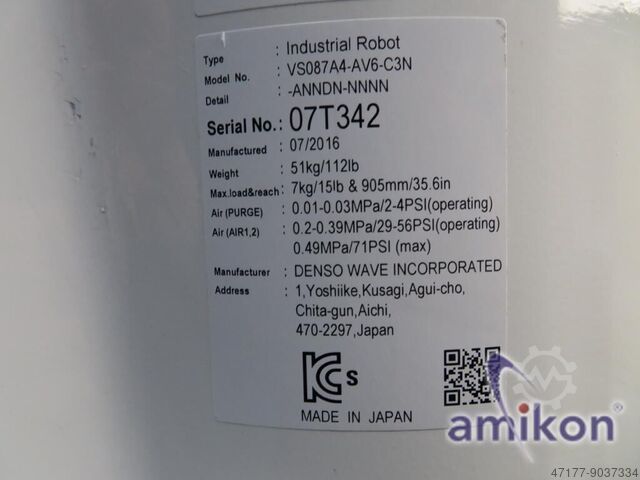 Type : Industrial Robot
Model No. : VS087A4-AV6-C3N
Detail : -ANNDN-NNNN
Serial No.: 07T342
Manufactured : 07/2016
Weight : 51kg/112lb
Max.load&reach: 7kg/15lb & 905mm/35.6in
Air (PURGE) : 0.01-0.03MPa/2-4PSI(operating)
Air (AIR1,2) : 0.2-0.39MPa/29-56PSI(operating)
0.49MPa/71PSI (max)
Manufacturer : DENSO WAVE INCORPORATED
Address : 1,Yoshiike,Kusagi,Agui-cho,
Chita-gun,Aichi,
470-2297,Japan
KC s
MADE IN JAPAN
amikon®
47177-9037334